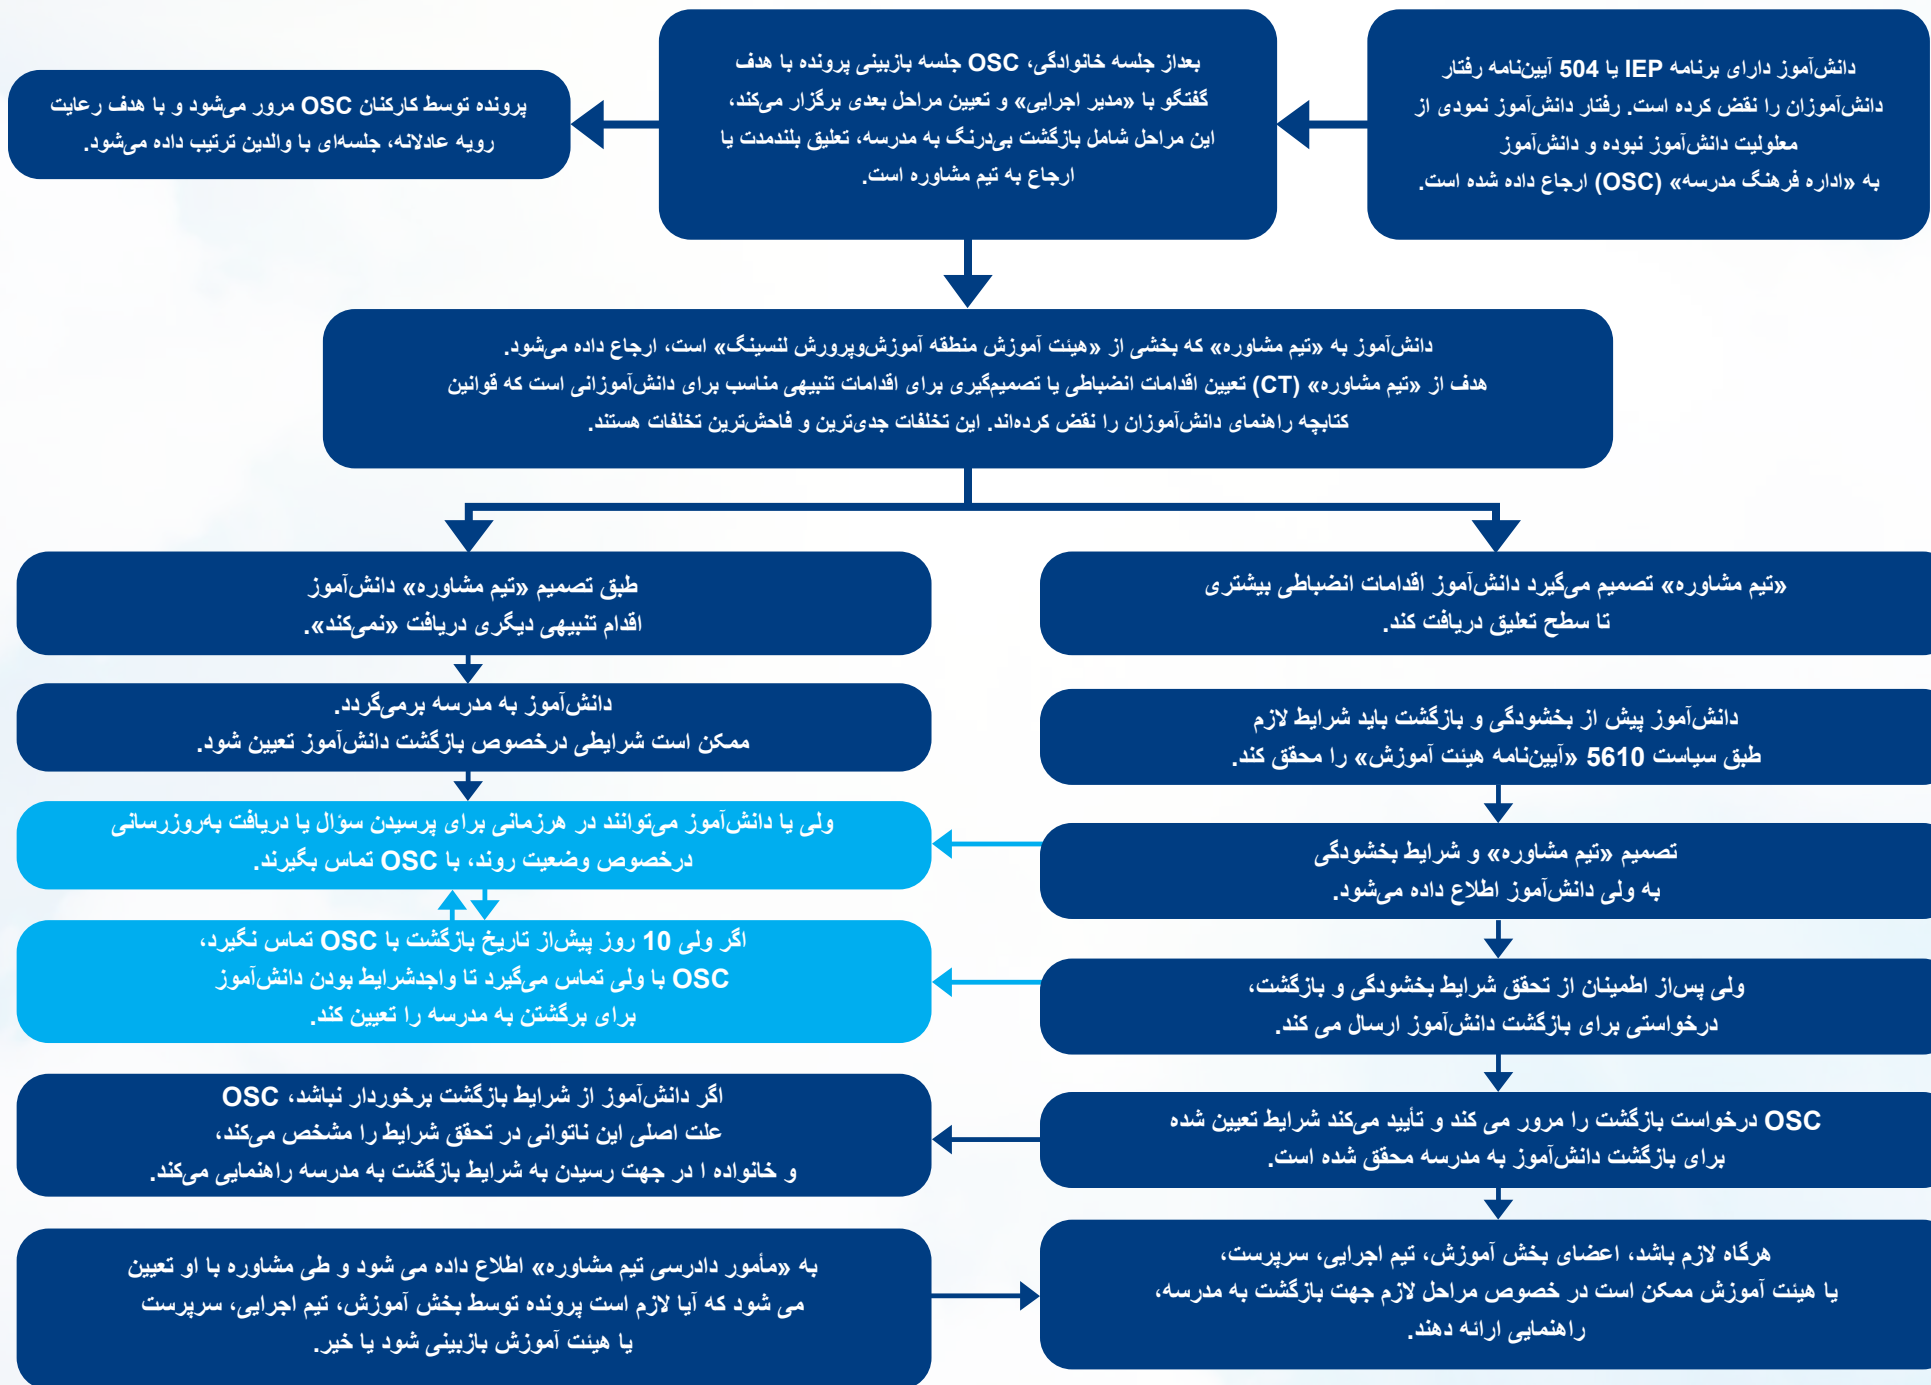 دانش‌آموز دارای برنامه IEP یا 504 آیین‌نامه رفتار
دانش‌آموزان را نقض کرده است. رفتار دانش‌آموز نمودی از
معلولیت دانش‌آموز نبوده و دانش‌آموز
به «اداره فرهنگ مدرسه» (OSC) ارجاع داده شده است.
بعداز جلسه خانوادگی، OSC جلسه بازبینی پرونده با هدف
گفتگو با «مدیر اجرایی» و تعیین مراحل بعدی برگزار می‌کند،
این مراحل شامل بازگشت بی‌درنگ به مدرسه، تعلیق بلندمدت یا
ارجاع به تیم مشاوره است.
پرونده توسط کارکنان OSC مرور می‌شود و با هدف رعایت
رویه عادلانه، جلسه‌ای با والدین ترتیب داده می‌شود.
دانش‌آموز به «تیم مشاوره» که بخشی از «هیئت آموزش منطقه آموزش‌وپرورش لنسینگ» است، ارجاع داده می‌شود.
هدف از «تیم مشاوره» (CT) تعیین اقدامات انضباطی یا تصمیم‌گیری برای اقدامات تنبیهی مناسب برای دانش‌آموزانی است که قوانین
کتابچه راهنمای دانش‌آموزان را نقض کرده‌اند. این تخلفات جدی‌ترین و فاحش‌ترین تخلفات هستند.
«تیم مشاوره» تصمیم می‌گیرد دانش‌آموز اقدامات انضباطی بیشتری
تا سطح تعلیق دریافت کند.
دانش‌آموز پیش از بخشودگی و بازگشت باید شرایط لازم
طبق سیاست 5610 «آیین‌نامه هیئت آموزش» را محقق کند.
تصمیم «تیم مشاوره» و شرایط بخشودگی
به ولی دانش‌آموز اطلاع داده می‌شود.
ولی پس‌از اطمینان از تحقق شرایط بخشودگی و بازگشت،
درخواستی برای بازگشت دانش‌آموز ارسال می کند.
OSC درخواست بازگشت را مرور می کند و تأیید می‌کند شرایط تعیین شده
برای بازگشت دانش‌آموز به مدرسه محقق شده است.
هرگاه لازم باشد، اعضای بخش آموزش، تیم اجرایی، سرپرست،
یا هیئت آموزش ممکن است در خصوص مراحل لازم جهت بازگشت به مدرسه،
راهنمایی ارائه دهند.
طبق تصمیم «تیم مشاوره» دانش‌آموز
اقدام تنبیهی دیگری دریافت «نمی‌کند».
دانش‌آموز به مدرسه برمی‌گردد.
ممکن است شرایطی درخصوص بازگشت دانش‌آموز تعیین شود.
ولی یا دانش‌آموز می‌توانند در هرزمانی برای پرسیدن سؤال یا دریافت به‌روزرسانی
درخصوص وضعیت روند، با OSC تماس بگیرند.
اگر ولی 10 روز پیش‌از تاریخ بازگشت با OSC تماس نگیرد،
OSC با ولی تماس می‌گیرد تا واجدشرایط بودن دانش‌آموز
برای برگشتن به مدرسه را تعیین کند.
اگر دانش‌آموز از شرایط بازگشت برخوردار نباشد، OSC
علت اصلی این ناتوانی در تحقق شرایط را مشخص می‌کند،
و خانواده ا در جهت رسیدن به شرایط بازگشت به مدرسه راهنمایی می‌کند.
به «مأمور دادرسی تیم مشاوره» اطلاع داده می شود و طی مشاوره با او تعیین
می شود که آیا لازم است پرونده توسط بخش آموزش، تیم اجرایی، سرپرست
یا هیئت آموزش بازبینی شود یا خیر.